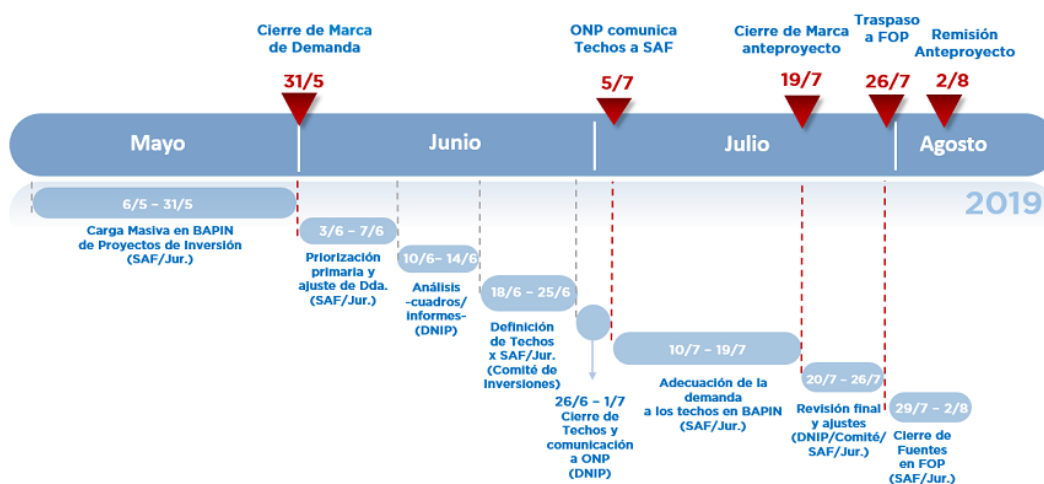 Cierre de Marca
de Demanda
31/5
ONP comunica
Techos a SAF
5/7
Cierre de Marca
anteproyecto
19/7
Traspaso
a FOP
26/7
Remisión
Anteproyecto
2/8
Mayo
Junio
Julio
Agosto
2019
6/5 – 31/5
Carga Masiva en BAPIN
de Proyectos de Inversión
(SAF/Jur.)
3/6 – 7/6
Priorización
primaria y
ajuste de Dda.
(SAF/Jur.)
10/6– 14/6
Análisis
-cuadros/
informes-
(DNIP)
18/6 – 25/6
Definición
de Techos
x SAF/Jur.
(Comité de
Inversiones)
26/6 – 1/7
Cierre de
Techos y
comunicación
a ONP
(DNIP)
10/7 – 19/7
Adecuación de la
demanda
a los techos en BAPIN
(SAF/Jur.)
20/7 – 26/7
Revisión final
y ajustes
(DNIP/Comité/
SAF/Jur.)
29/7 – 2/8
Cierre de
Fuentes
en FOP
(SAF/Jur.)